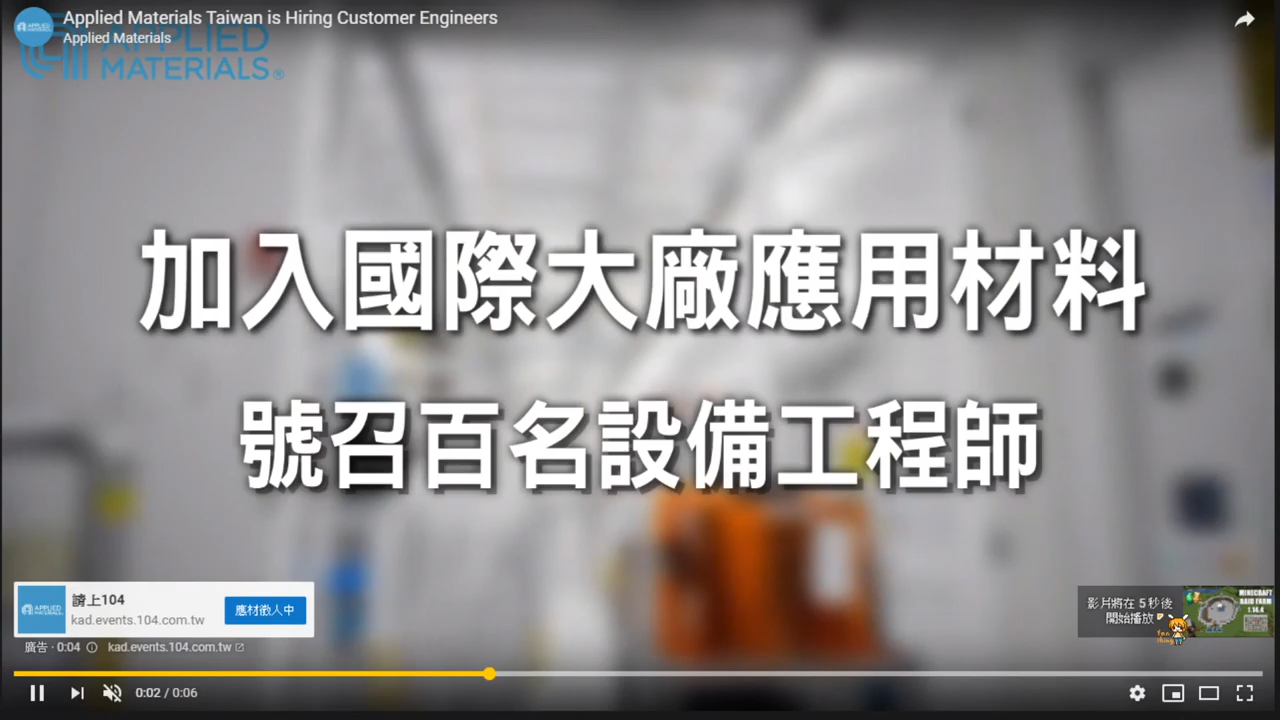 Applied Materials Taiwan is Hiring Customer Engineers
Applied Materials
APPLIED
MATERIALS®
加入國際大廠應用材料
號召百名設備工程師
APPLIED
MATERIALS
請上104
kad.events.104.com.tw
應材徵人中
廣告 · 0:04
kad.events.104.com.tw
影片將在 5 秒後
開始播放
MINECRAFT
RAID FARM
1.14.4
0:02 / 0:06